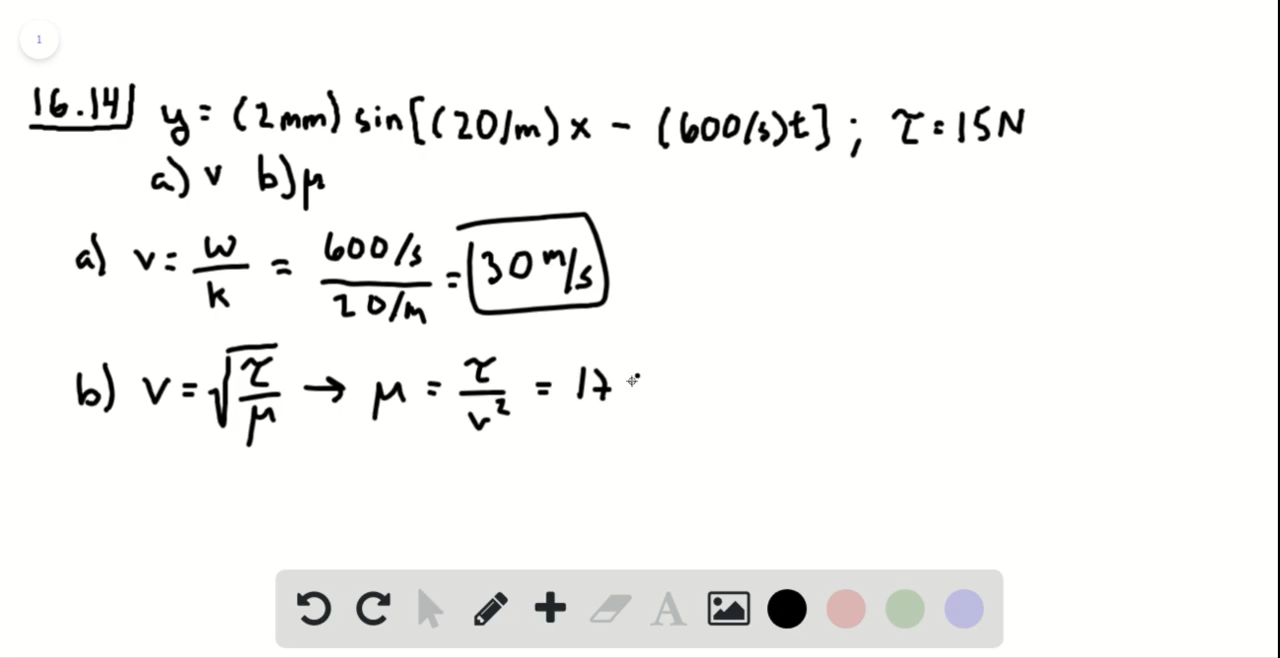 1
16.14) y = (2mm) sin[(20/m)x - (600/s)t] ; τ = 15N
a) v b) μ
a) v = ω/k = 600/s / 20/m = 30 m/s
b) v = √(τ/μ) → μ = τ/v² = 17
A